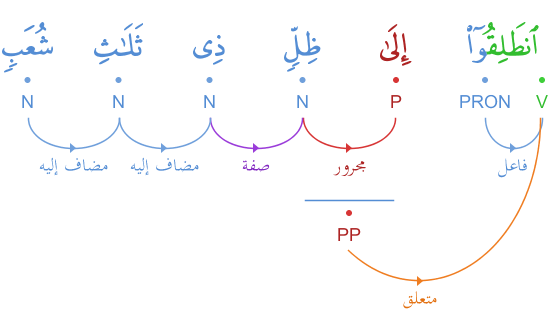 ٱنطَلِقُوٓا۟ إِلَىٰ ظِلٍّ ذِى ثَلَـٰثِ شُعَبٍ
V PRON P N N N N
فاعل مجرور صفة مضاف إليه مضاف إليه
PP
متعلق